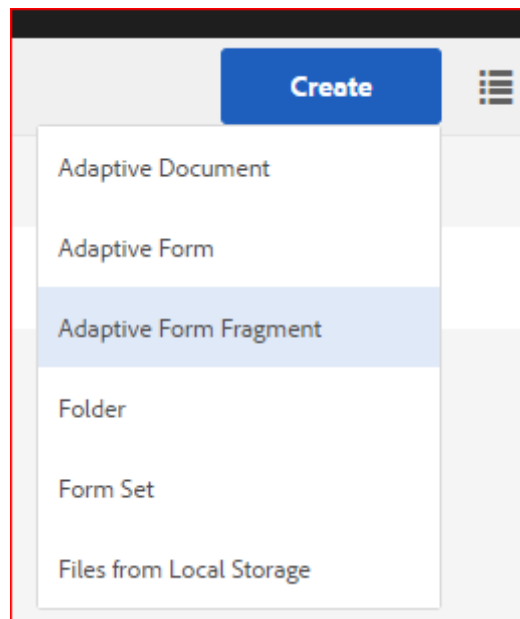 Create
Adaptive Document
Adaptive Form
Adaptive Form Fragment
Folder
Form Set
Files from Local Storage